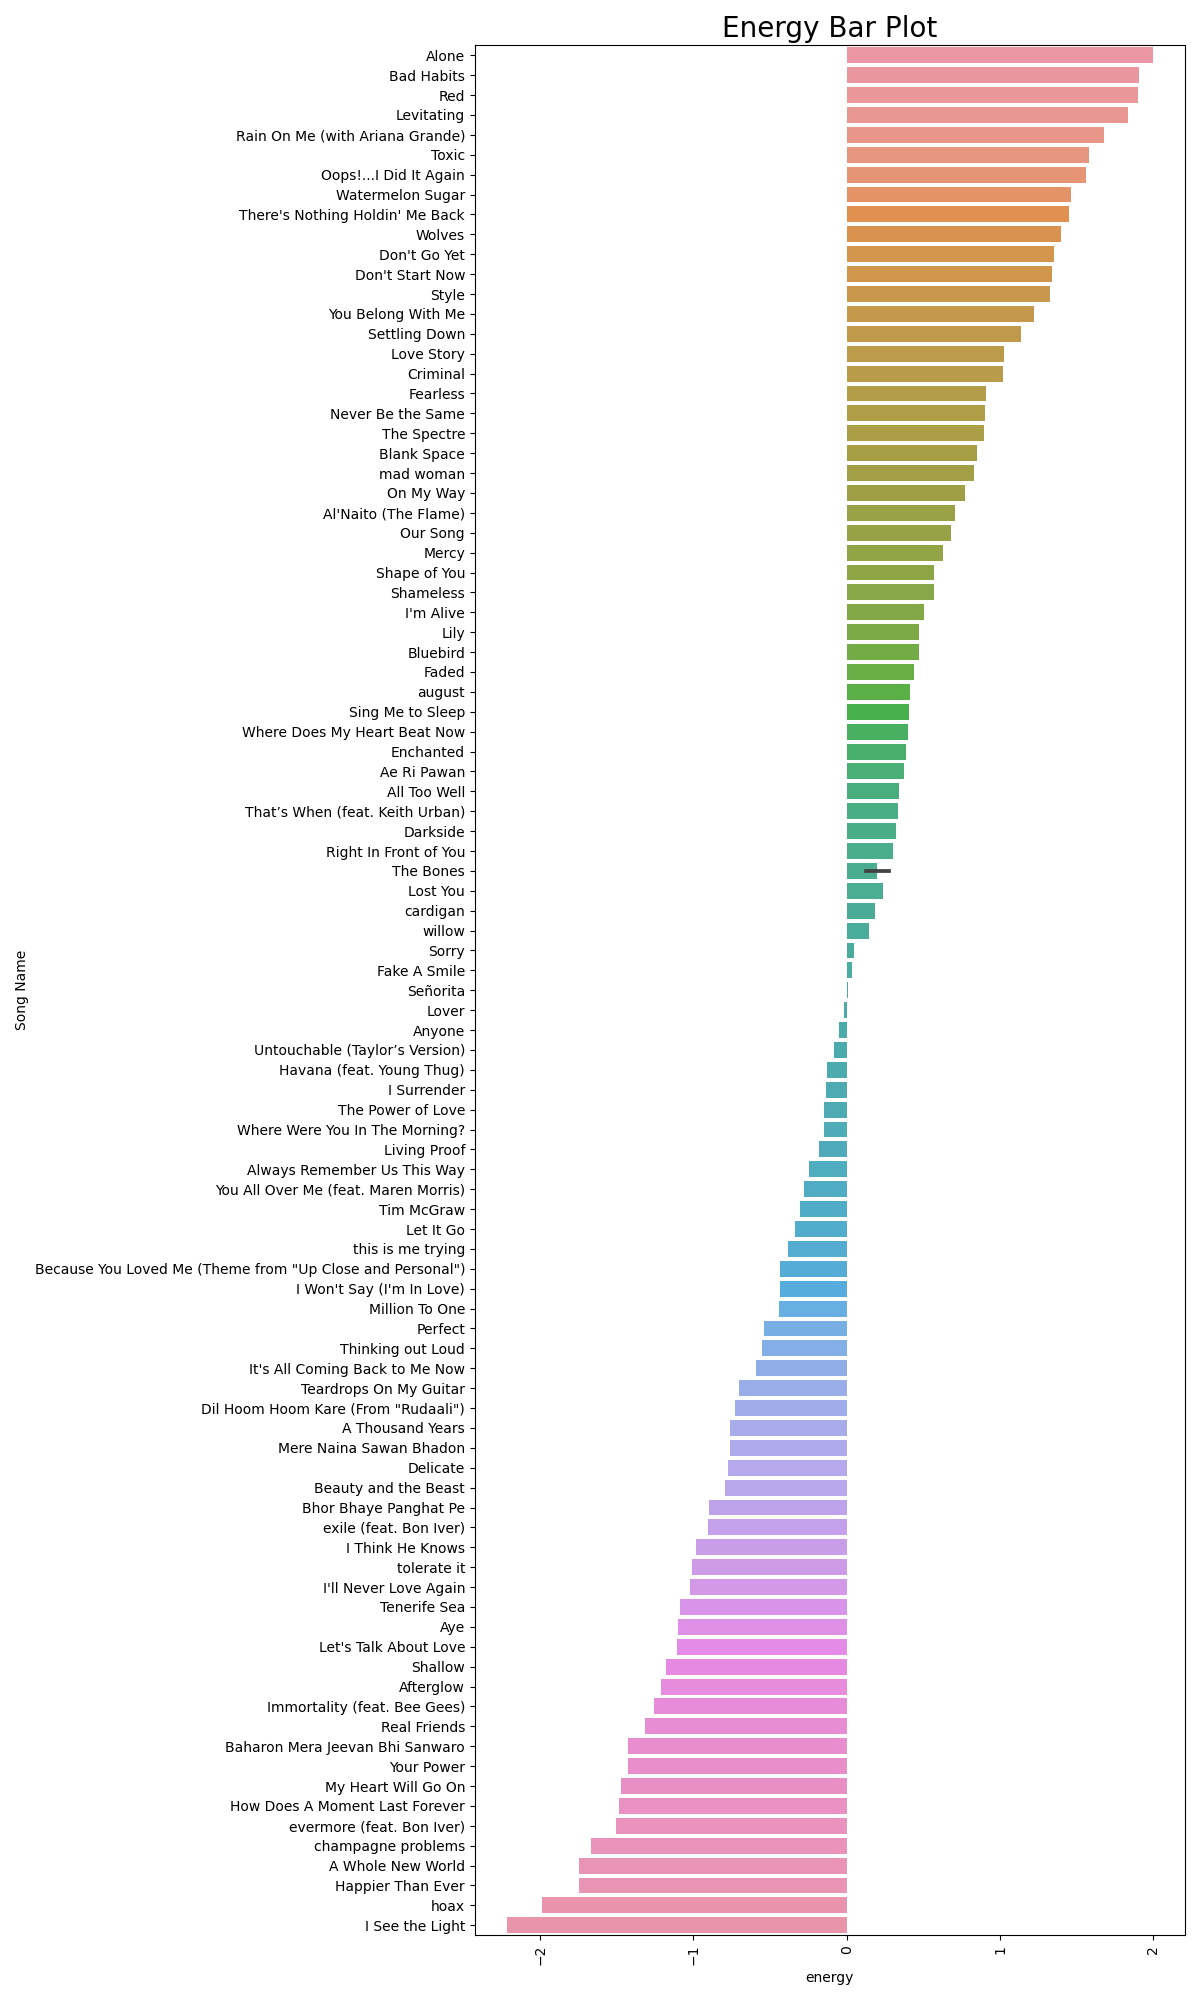 Energy Bar Plot
Alone
Bad Habits
Red
Levitating
Rain On Me (with Ariana Grande)
Toxic
Oops!...I Did It Again
Watermelon Sugar
There's Nothing Holdin' Me Back
Wolves
Don't Go Yet
Don't Start Now
Style
You Belong With Me
Settling Down
Love Story
Criminal
Fearless
Never Be the Same
The Spectre
Blank Space
mad woman
On My Way
Al'Naito (The Flame)
Our Song
Mercy
Shape of You
Shameless
I'm Alive
Lily
Bluebird
Faded
august
Sing Me to Sleep
Where Does My Heart Beat Now
Enchanted
Ae Ri Pawan
All Too Well
That’s When (feat. Keith Urban)
Darkside
Right In Front of You
The Bones
Lost You
cardigan
willow
Sorry
Fake A Smile
Señorita
Lover
Anyone
Untouchable (Taylor’s Version)
Havana (feat. Young Thug)
I Surrender
The Power of Love
Where Were You In The Morning?
Living Proof
Always Remember Us This Way
You All Over Me (feat. Maren Morris)
Tim McGraw
Let It Go
this is me trying
Because You Loved Me (Theme from "Up Close and Personal")
I Won't Say (I'm In Love)
Million To One
Perfect
Thinking out Loud
It's All Coming Back to Me Now
Teardrops On My Guitar
Dil Hoom Hoom Kare (From "Rudaali")
A Thousand Years
Mere Naina Sawan Bhadon
Delicate
Beauty and the Beast
Bhor Bhaye Panghat Pe
exile (feat. Bon Iver)
I Think He Knows
tolerate it
I'll Never Love Again
Tenerife Sea
Aye
Let's Talk About Love
Shallow
Afterglow
Immortality (feat. Bee Gees)
Real Friends
Baharon Mera Jeevan Bhi Sanwaro
Your Power
My Heart Will Go On
How Does A Moment Last Forever
evermore (feat. Bon Iver)
champagne problems
A Whole New World
Happier Than Ever
hoax
I See the Light
Song Name
−2 −1 0 1 2
energy